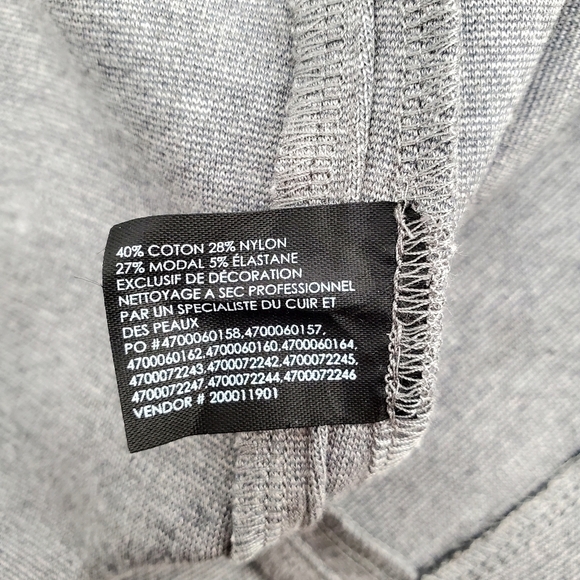 40% COTON 28% NYLON
27% MODAL 5% ÉLASTANE
EXCLUSIF DE DÉCORATION
NETTOYAGE A SEC PROFESSIONNEL
PAR UN SPECIALISTE DU CUIR ET
DES PEAUX
PO #4700060158,4700060157,
4700060162,4700060160,4700060164,
4700072243,4700072242,4700072245,
4700072247,4700072244,4700072246
VENDOR # 200011901